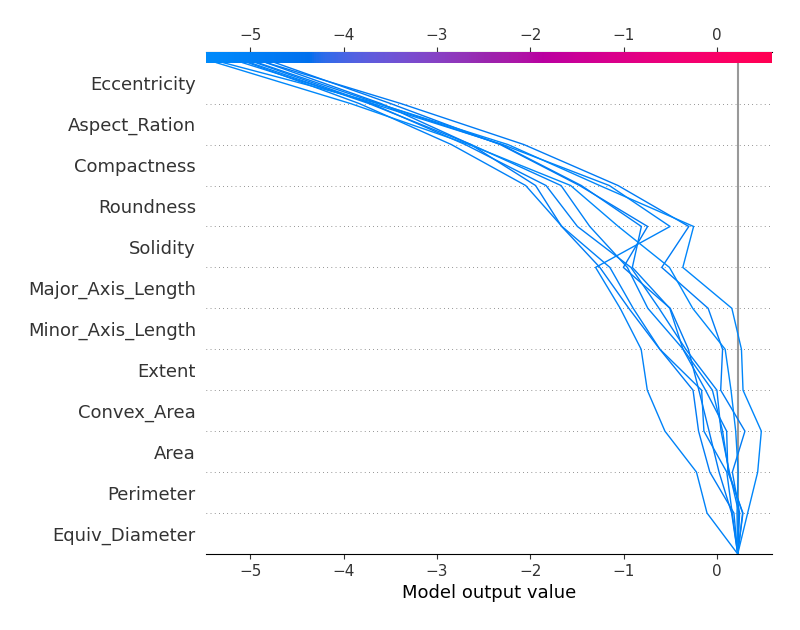 −5 −4 −3 −2 −1 0
Eccentricity
Aspect_Ration
Compactness
Roundness
Solidity
Major_Axis_Length
Minor_Axis_Length
Extent
Convex_Area
Area
Perimeter
Equiv_Diameter
−5 −4 −3 −2 −1 0
Model output value